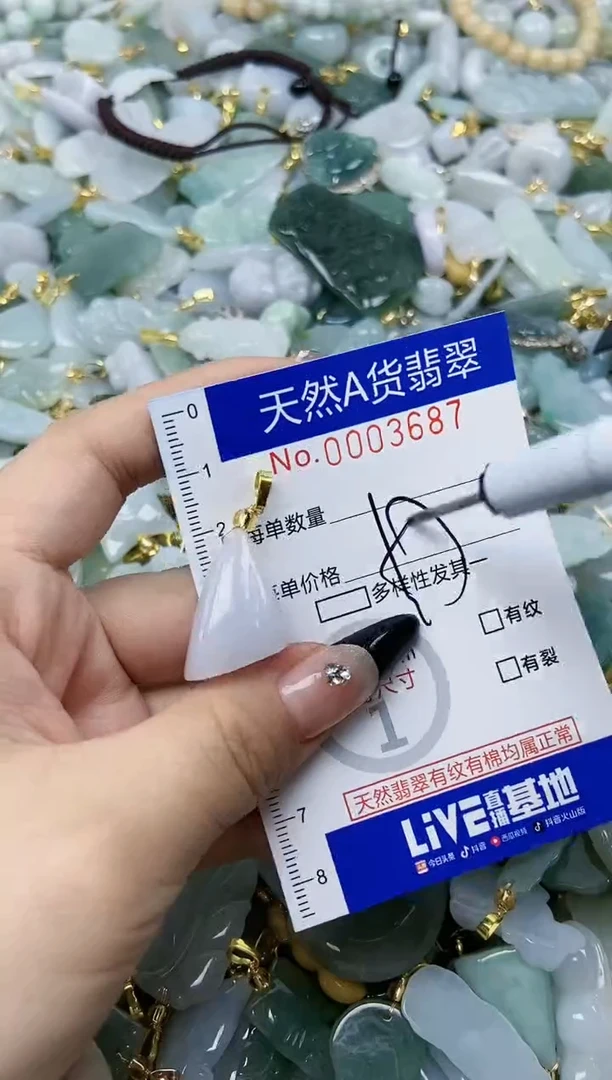 天然A货翡翠
No.0003687
0
1
2
每单数量
单价格
多样性发其
尺寸
1
□有纹
□有裂
天然翡翠有纹有棉均属正常
7
8
LiVE直播基地
今日头条 抖音 西瓜视频 抖音火山版